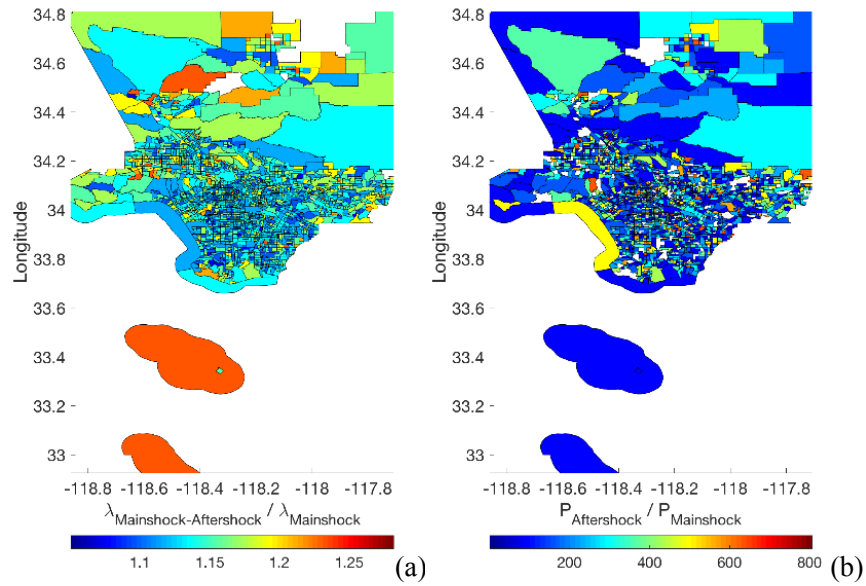 34.8
34.6
34.4
34.2
34
33.8
33.6
33.4
33.2
33
Longitude
-118.8 -118.6 -118.4 -118.2 -118 -117.8
λMainshock-Aftershock / λMainshock
1.1 1.15 1.2 1.25
(a)
34.8
34.6
34.4
34.2
34
33.8
33.6
33.4
33.2
33
Longitude
-118.8 -118.6 -118.4 -118.2 -118 -117.8
PAftershock / PMainshock
200 400 600 800
(b)